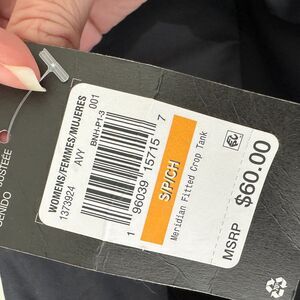 WOMENS/FEMMES/MUJERES
1373924 AVY 001
BNH-P1-3
1 96039 15715 7
S/P/CH
Meridian Fitted Crop Tank
MSRP $60.00